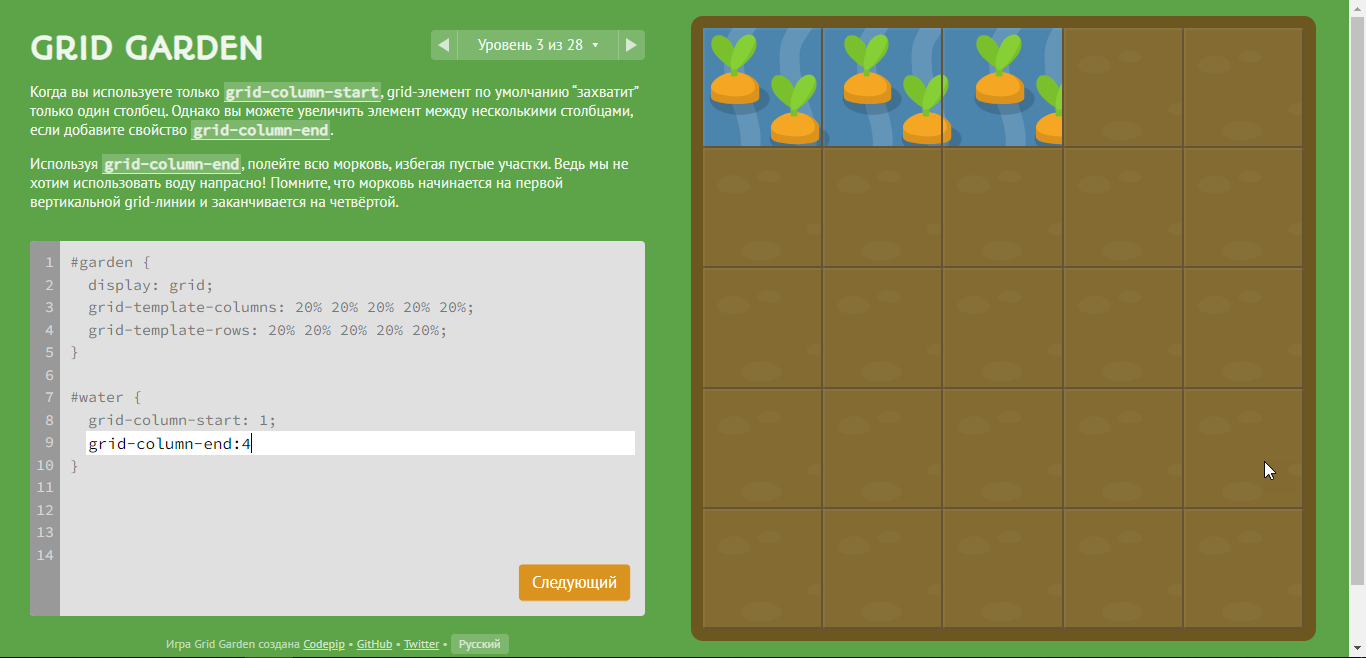 GRID GARDEN
Уровень 3 из 28
Когда вы используете только grid-column-start, grid-элемент по умолчанию “захватит”
только один столбец. Однако вы можете увеличить элемент между несколькими столбцами,
если добавите свойство grid-column-end.
Используя grid-column-end, полейте всю морковь, избегая пустые участки. Ведь мы не
хотим использовать воду напрасно! Помните, что морковь начинается на первой
вертикальной grid-линии и заканчивается на четвёртой.
1 #garden {
2 display: grid;
3 grid-template-columns: 20% 20% 20% 20% 20%;
4 grid-template-rows: 20% 20% 20% 20% 20%;
5 }
6
7 #water {
8 grid-column-start: 1;
9 grid-column-end:4
10 }
11
12
13
14
Следующий
Игра Grid Garden создана Codepip • GitHub • Twitter • Русский